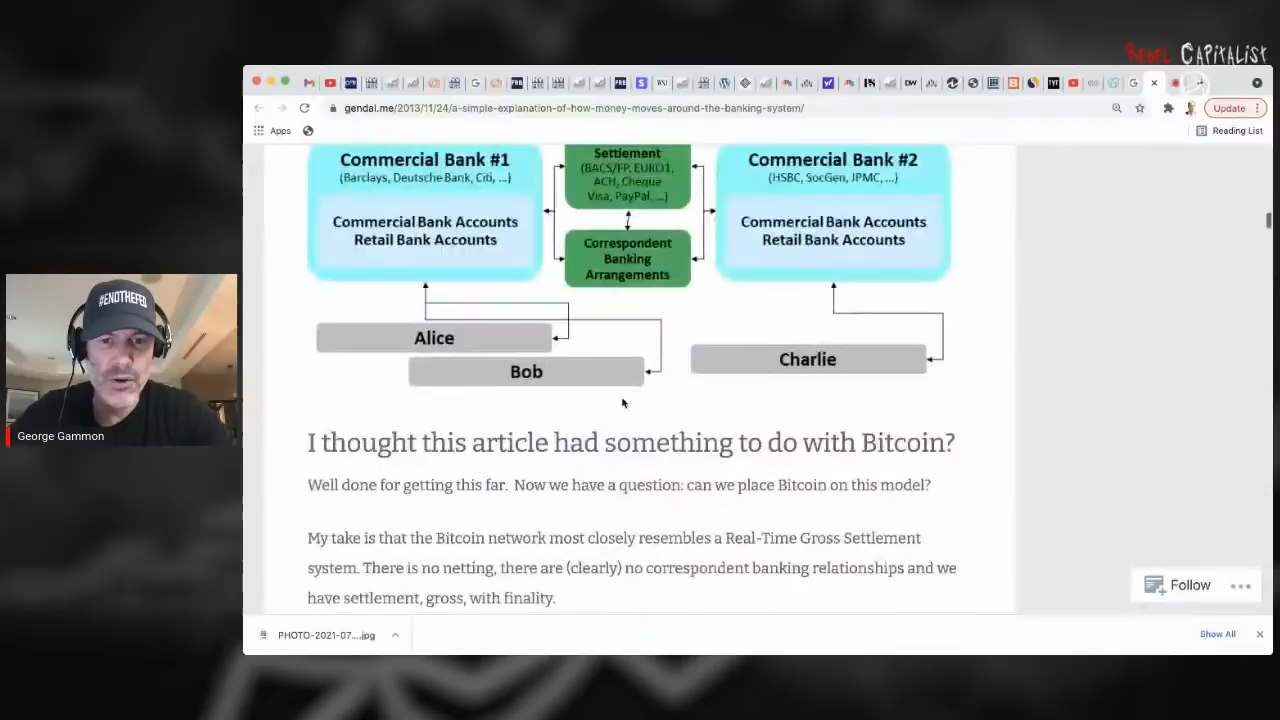 REBEL CAPITALIST
Update
gendal.me/2013/11/24/a-simple-explanation-of-how-money-moves-around-the-banking-system/
Apps
Reading List
Commercial Bank #1
(Barclays, Deutsche Bank, Citi, ...)
Commercial Bank Accounts
Retail Bank Accounts
Settlement
(BACS/FP, EURO1,
ACH, Cheque
Visa, PayPal, ...)
Correspondent
Banking
Arrangements
Commercial Bank #2
(HSBC, SocGen, JPMC, ...)
Commercial Bank Accounts
Retail Bank Accounts
Alice
Bob
Charlie
#ENDTHEFED
George Gammon
I thought this article had something to do with Bitcoin?
Well done for getting this far. Now we have a question: can we place Bitcoin on this model?
My take is that the Bitcoin network most closely resembles a Real-Time Gross Settlement
system. There is no netting, there are (clearly) no correspondent banking relationships and we
have settlement, gross, with finality.
Follow
PHOTO-2021-07....jpg
Show All